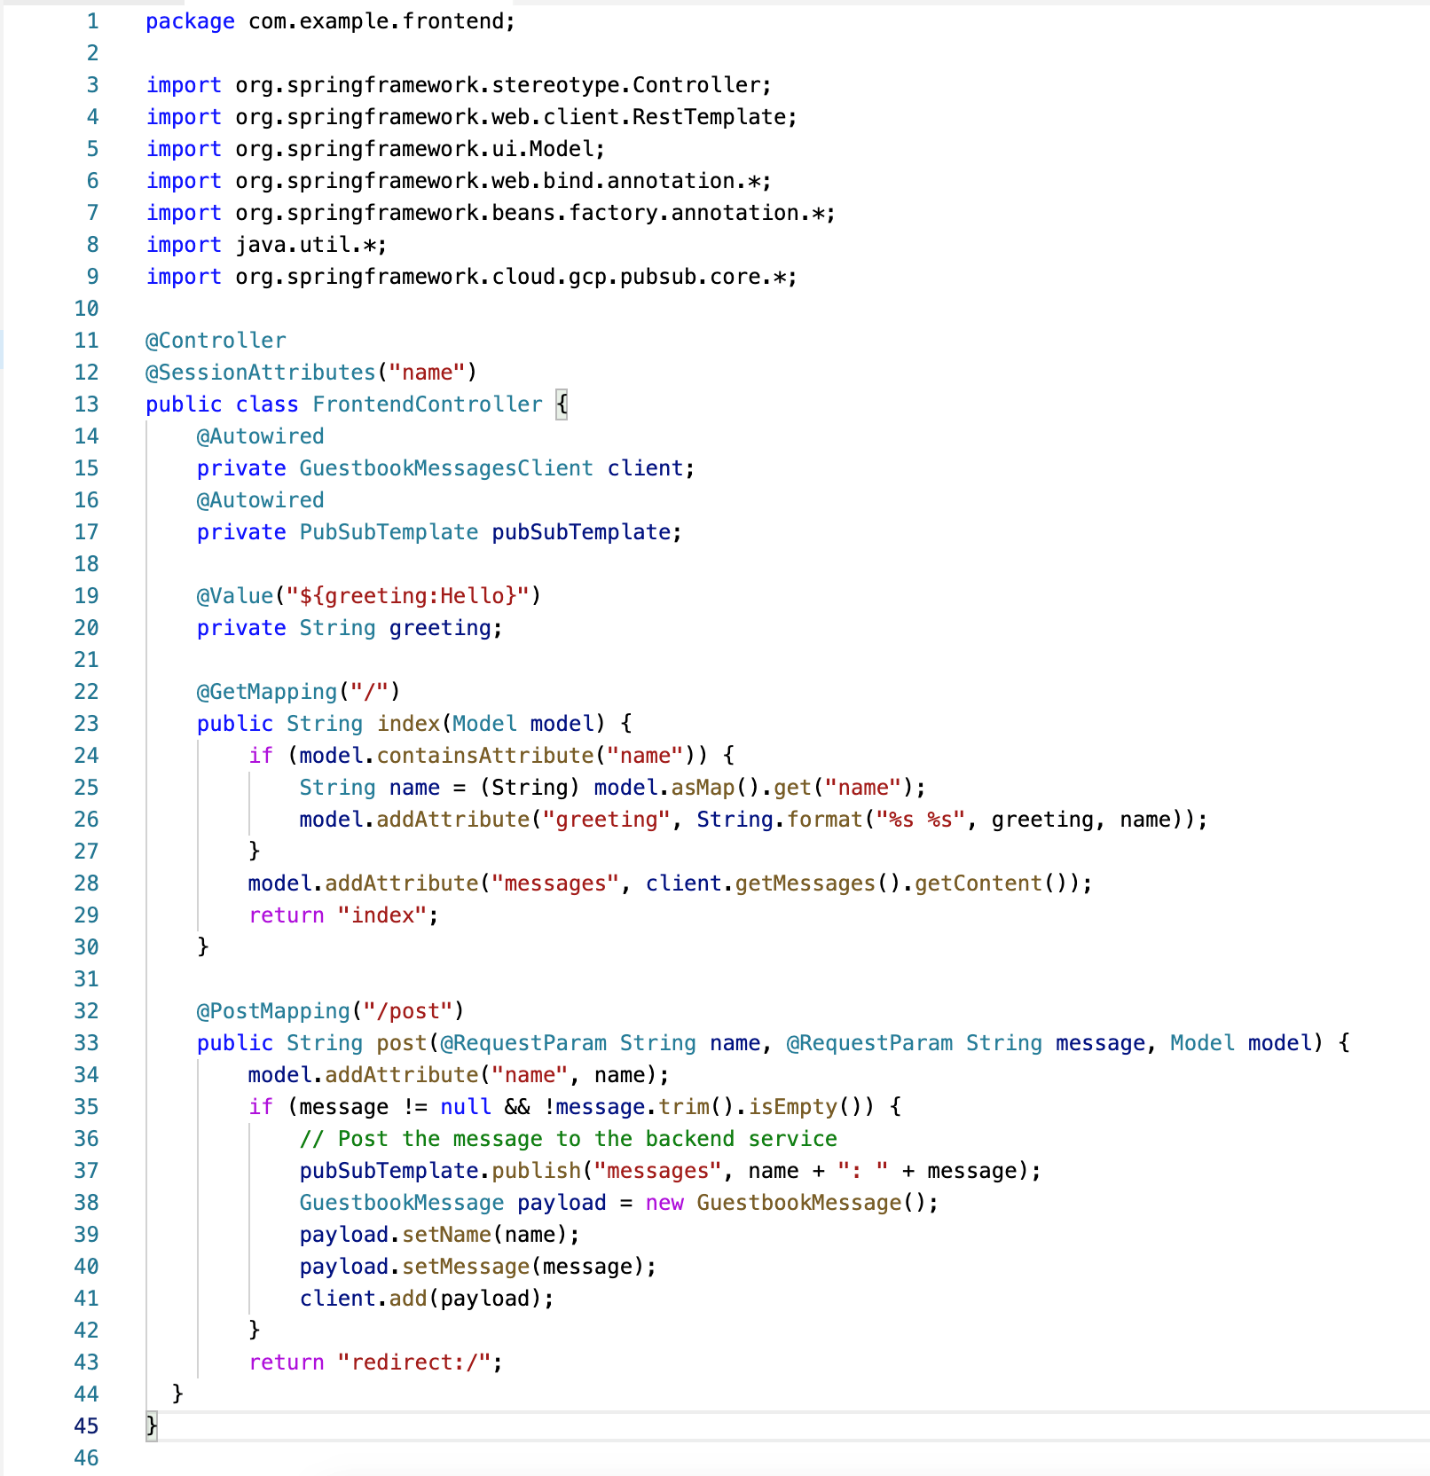 1 package com.example.frontend;
2
3 import org.springframework.stereotype.Controller;
4 import org.springframework.web.client.RestTemplate;
5 import org.springframework.ui.Model;
6 import org.springframework.web.bind.annotation.*;
7 import org.springframework.beans.factory.annotation.*;
8 import java.util.*;
9 import org.springframework.cloud.gcp.pubsub.core.*;
10
11 @Controller
12 @SessionAttributes("name")
13 public class FrontendController {
14     @Autowired
15     private GuestbookMessagesClient client;
16     @Autowired
17     private PubSubTemplate pubSubTemplate;
18
19     @Value("${greeting:Hello}")
20     private String greeting;
21
22     @GetMapping("/")
23     public String index(Model model) {
24         if (model.containsAttribute("name")) {
25             String name = (String) model.asMap().get("name");
26             model.addAttribute("greeting", String.format("%s %s", greeting, name));
27         }
28         model.addAttribute("messages", client.getMessages().getContent());
29         return "index";
30     }
31
32     @PostMapping("/post")
33     public String post(@RequestParam String name, @RequestParam String message, Model model) {
34         model.addAttribute("name", name);
35         if (message != null && !message.trim().isEmpty()) {
36             // Post the message to the backend service
37             pubSubTemplate.publish("messages", name + ": " + message);
38             GuestbookMessage payload = new GuestbookMessage();
39             payload.setName(name);
40             payload.setMessage(message);
41             client.add(payload);
42         }
43         return "redirect:/";
44   }
45 }
46